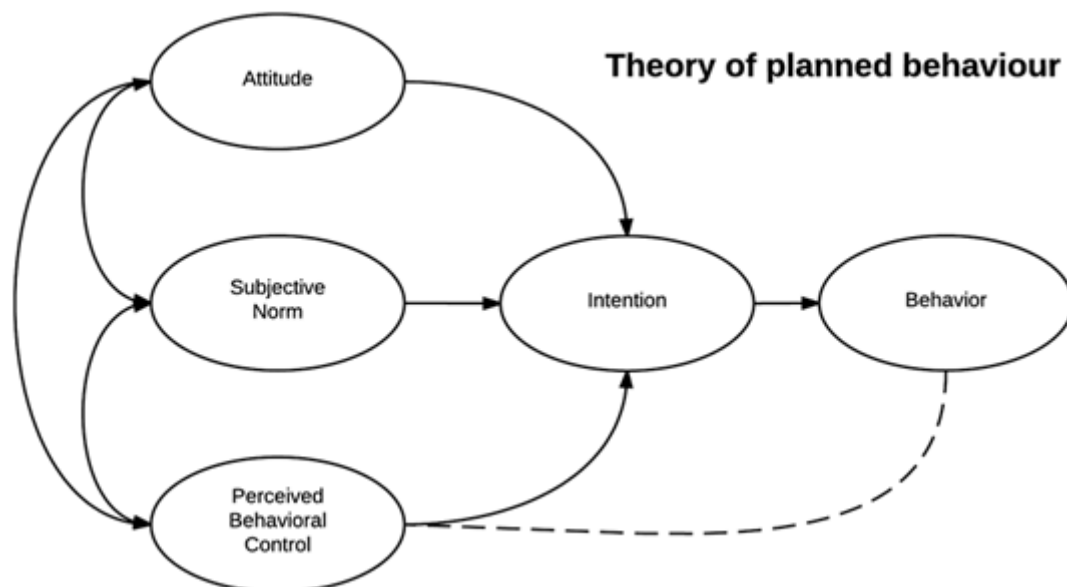 Theory of planned behaviour
Attitude
Subjective
Norm
Intention
Behavior
Perceived
Behavioral
Control